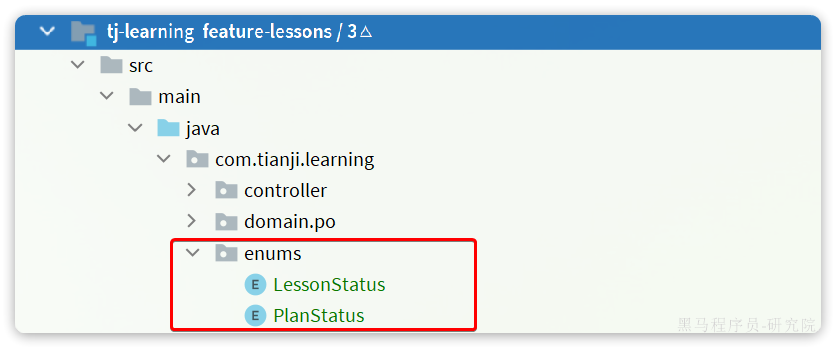 tj-learning feature-lessons / 3△
src
main
java
com.tianji.learning
controller
domain.po
enums
E LessonStatus
E PlanStatus
黑马程序员-研究院